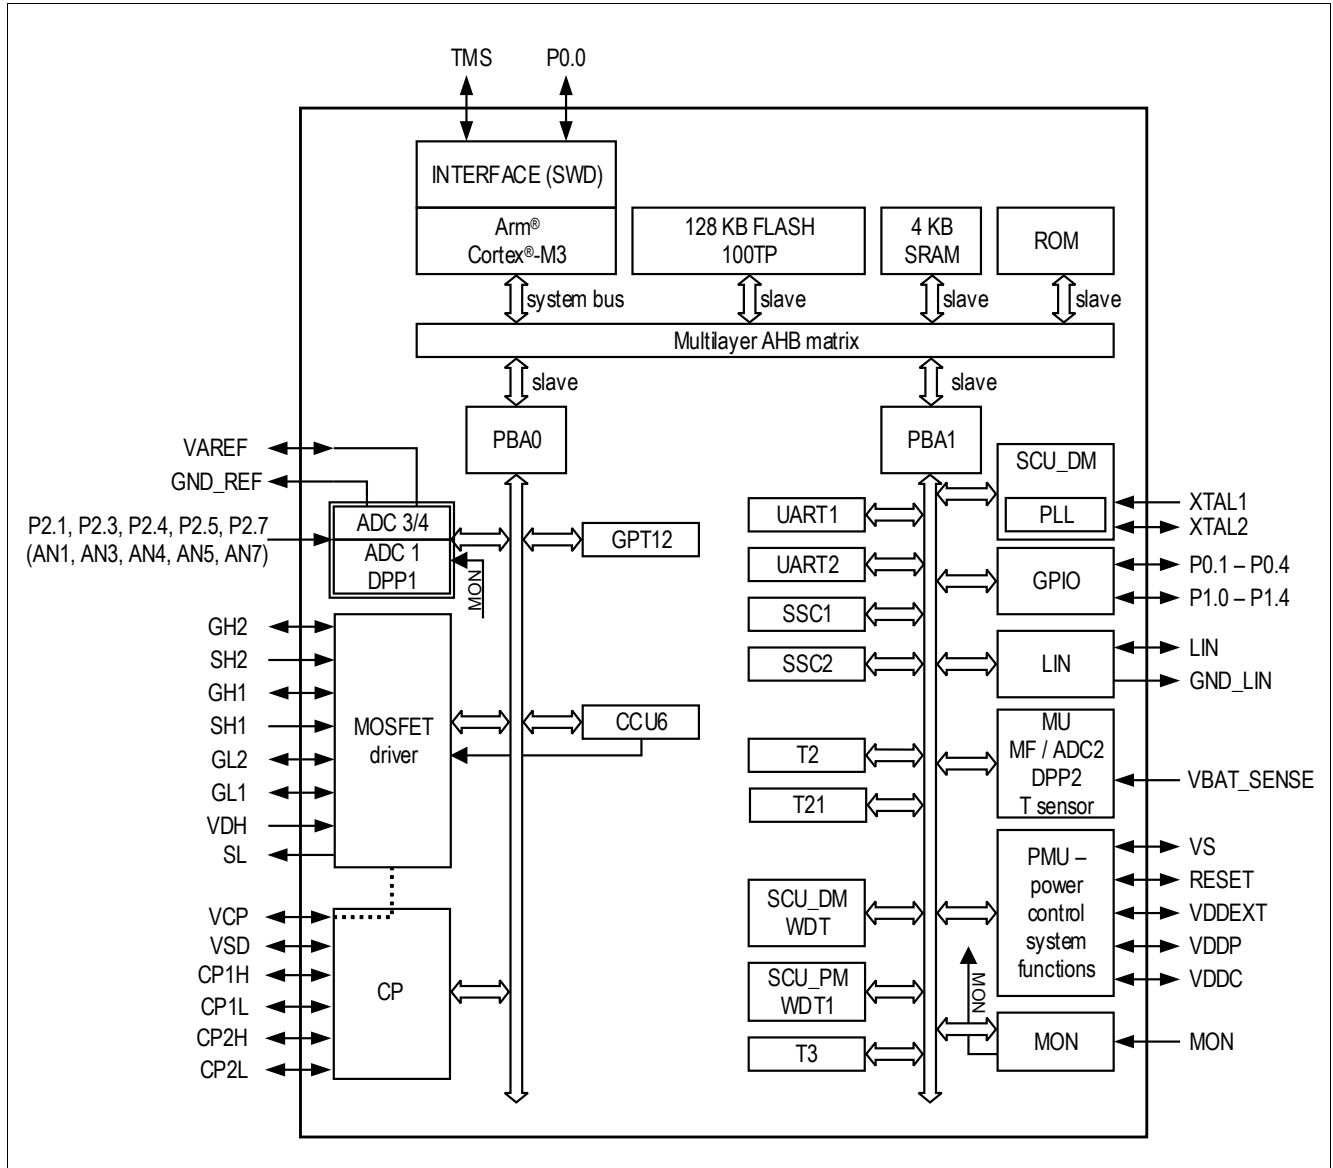 TMS P0.0
INTERFACE (SWD)
Arm®
Cortex®-M3
128 KB FLASH
100TP
4 KB
SRAM
ROM
system bus
slave
slave
slave
Multilayer AHB matrix
slave
slave
PBA0
PBA1
VAREF
GND_REF
P2.1, P2.3, P2.4, P2.5, P2.7
(AN1, AN3, AN4, AN5, AN7)
ADC 3/4
ADC 1
DPP1
MON
GPT12
GH2
SH2
GH1
SH1
GL2
GL1
VDH
SL
MOSFET
driver
CCU6
VCP
VSD
CP1H
CP1L
CP2H
CP2L
CP
UART1
UART2
SSC1
SSC2
T2
T21
SCU_DM
WDT
SCU_PM
WDT1
T3
SCU_DM
PLL
XTAL1
XTAL2
GPIO
P0.1 – P0.4
P1.0 – P1.4
LIN
LIN
GND_LIN
MU
MF / ADC2
DPP2
T sensor
VBAT_SENSE
PMU –
power
control
system
functions
VS
RESET
VDDEXT
VDDP
VDDC
MON
MON
MON